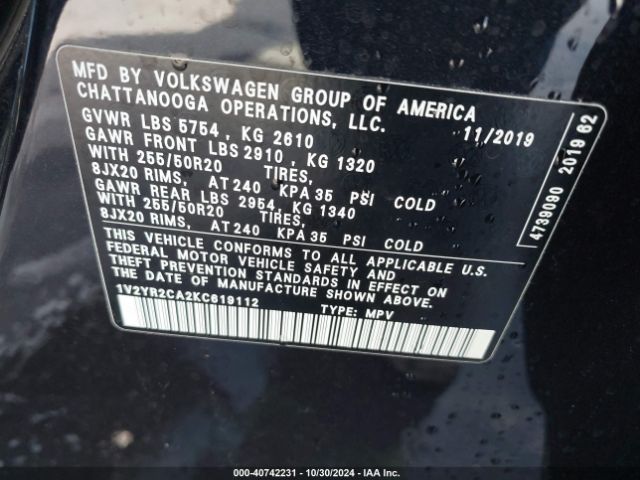 MFD BY VOLKSWAGEN GROUP OF AMERICA
CHATTANOOGA OPERATIONS, LLC.
GVWR LBS 5754 , KG 2610 11/2019
GAWR FRONT LBS 2910 , KG 1320
WITH 255/50R20 TIRES,
8JX20 RIMS, AT 240 KPA 35 PSI COLD
GAWR REAR LBS 2954, KG 1340
WITH 255/50R20 TIRES,
8JX20 RIMS, AT 240 KPA 35 PSI COLD
THIS VEHICLE CONFORMS TO ALL APPLICABLE U.S.
FEDERAL MOTOR VEHICLE SAFETY AND
THEFT PREVENTION STANDARDS IN EFFECT ON
THE DATE OF MANUFACTURE SHOWN ABOVE.
1V2YR2CA2KC619112 TYPE: MPV
4739090 2019 62
000-40742231 - 10/30/2024 - IAA Inc.